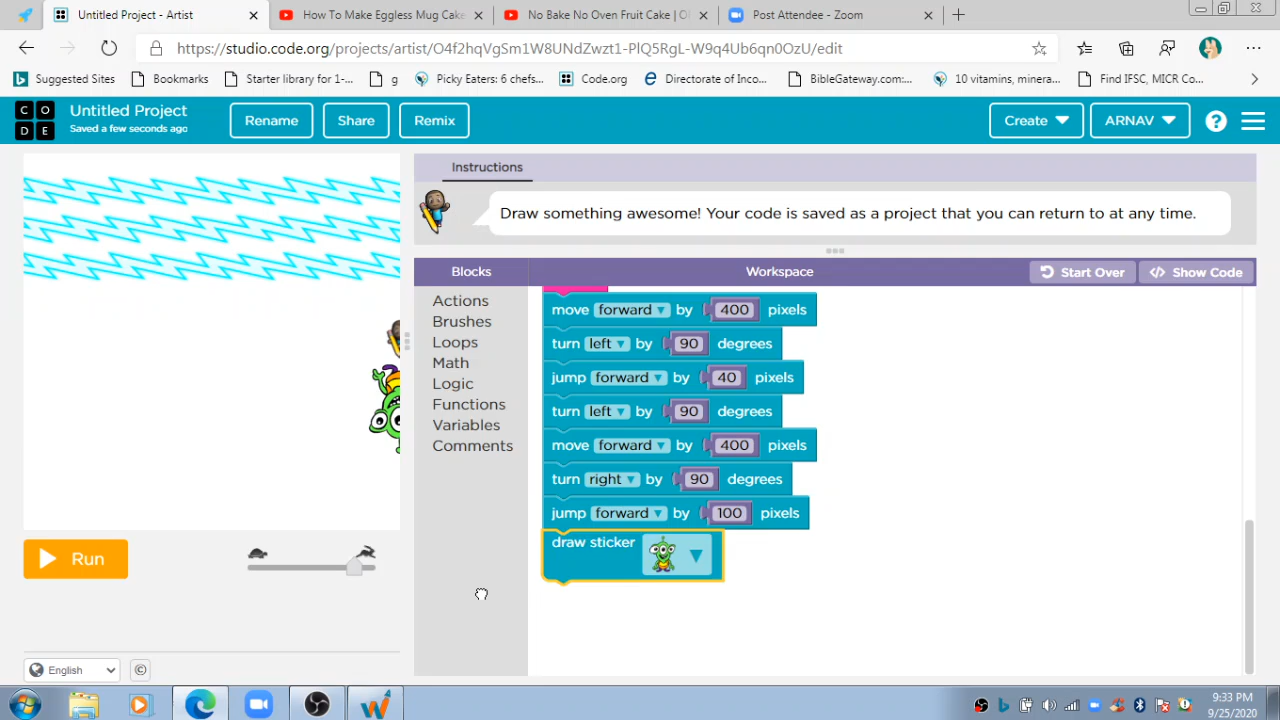 Untitled Project - Artist
How To Make Eggless Mug Cake
No Bake No Oven Fruit Cake | O
Post Attendee - Zoom
https://studio.code.org/projects/artist/O4f2hqVgSm1W8UNdZwzt1-PlQ5RgL-W9q4Ub6qn0OzU/edit
Suggested Sites
Bookmarks
Starter library for 1-...
g
Picky Eaters: 6 chefs...
Code.org
Directorate of Inco...
BibleGateway.com:...
10 vitamins, minera...
Find IFSC, MICR Co...
CODE
Untitled Project
Saved a few seconds ago
Rename
Share
Remix
Create
ARNAV
?
Instructions
Draw something awesome! Your code is saved as a project that you can return to at any time.
Blocks
Workspace
Start Over
Show Code
Actions
Brushes
Loops
Math
Logic
Functions
Variables
Comments
move forward by 400 pixels
turn left by 90 degrees
jump forward by 40 pixels
turn left by 90 degrees
move forward by 400 pixels
turn right by 90 degrees
jump forward by 100 pixels
draw sticker
Run
English
©
9:33 PM
9/25/2020